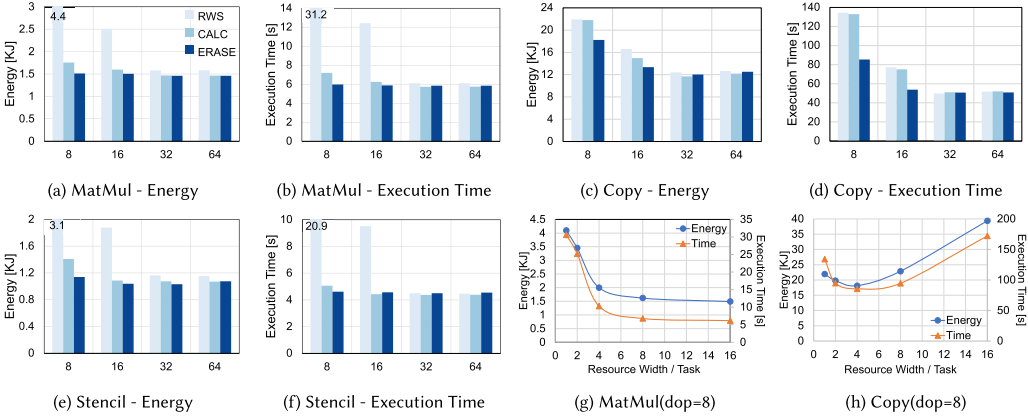 3
2.5
2
1.5
1
0.5
0
Energy [KJ]
4.4
RWS
CALC
ERASE
8 16 32 64
(a) MatMul - Energy
14
12
10
8
6
4
2
0
Execution Time [s]
31.2
8 16 32 64
(b) MatMul - Execution Time
24
20
16
12
8
4
0
Energy [KJ]
8 16 32 64
(c) Copy - Energy
140
120
100
80
60
40
20
0
Execution Time [s]
8 16 32 64
(d) Copy - Execution Time
2
1.6
1.2
0.8
0.4
0
Energy [KJ]
3.1
8 16 32 64
(e) Stencil - Energy
10
8
6
4
2
0
Execution Time [s]
20.9
8 16 32 64
(f) Stencil - Execution Time
4.5
4
3.5
3
2.5
2
1.5
1
0.5
0
Energy [KJ]
Energy
Time
35
30
25
20
15
10
5
0
Execution Time [s]
0 2 4 6 8 10 12 14 16
Resource Width / Task
(g) MatMul(dop=8)
40
35
30
25
20
15
10
5
0
Energy [KJ]
Energy
Time
200
150
100
50
0
Execution Time [s]
0 2 4 6 8 10 12 14 16
Resource Width / Task
(h) Copy(dop=8)